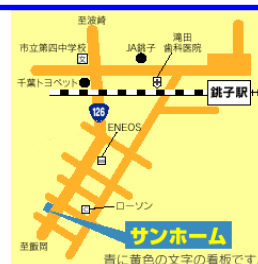 至波崎
市立第四中学校
JA銚子
滝田
歯科医院
千葉トヨペット
銚子駅
126
ENEOS
ローソン
サンホーム
至飯岡
青に黄色の文字の看板です